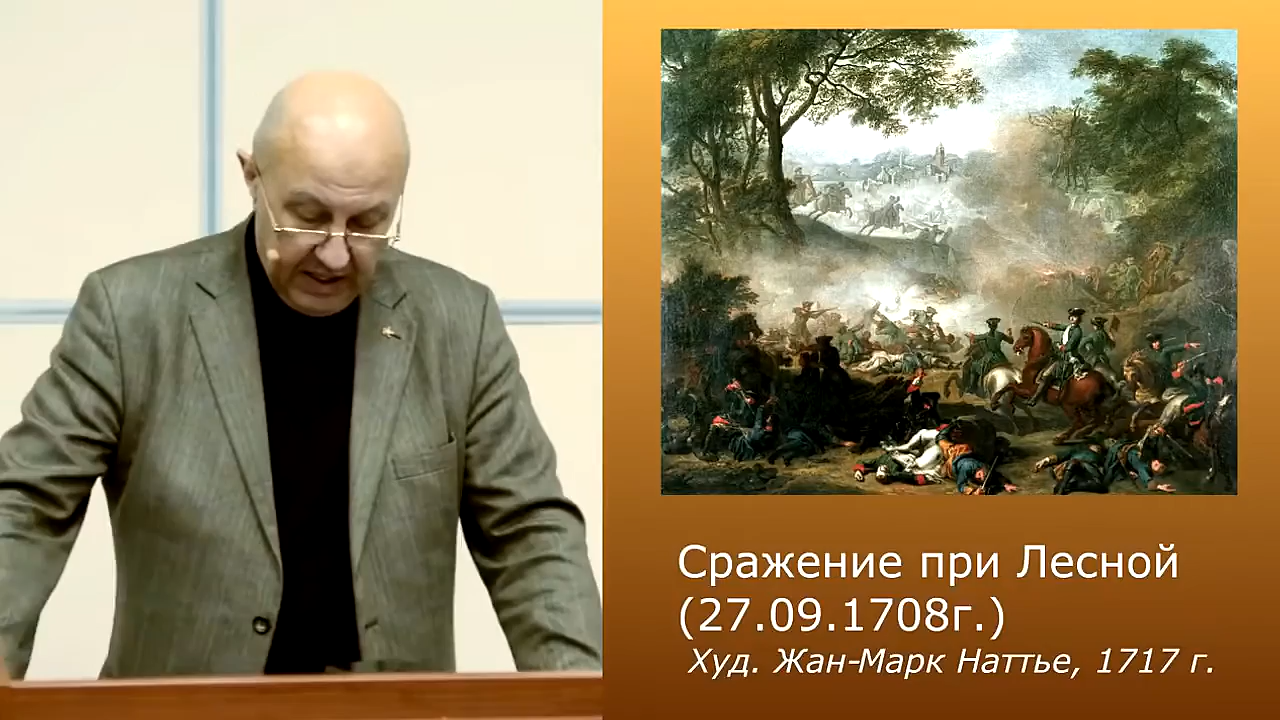 Сражение при Лесной
(27.09.1708г.)
Худ. Жан-Марк Наттье, 1717 г.